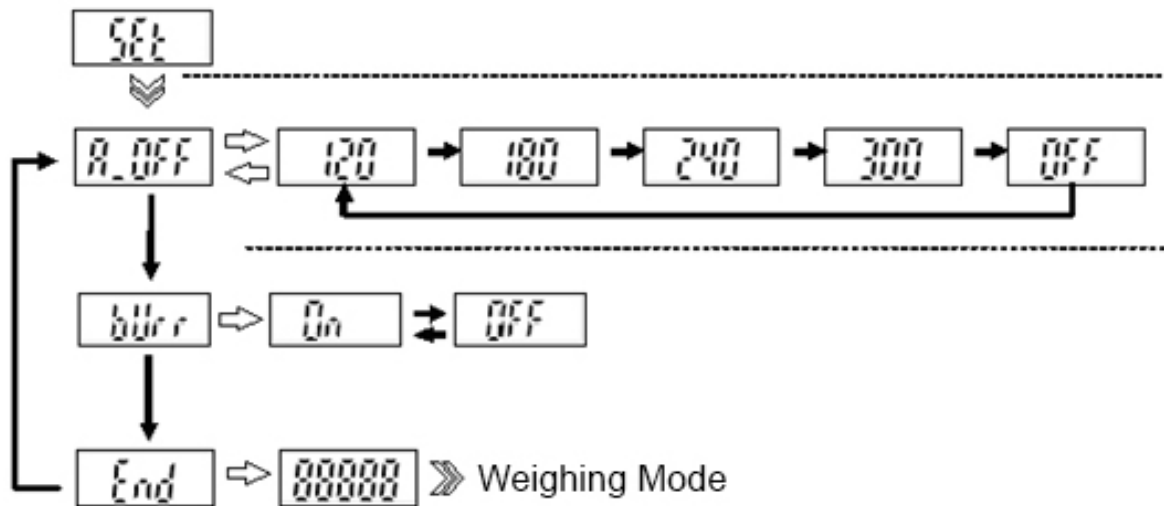 SEt
A_OFF 120 180 240 300 OFF
bUrr On OFF
End 88888 Weighing Mode